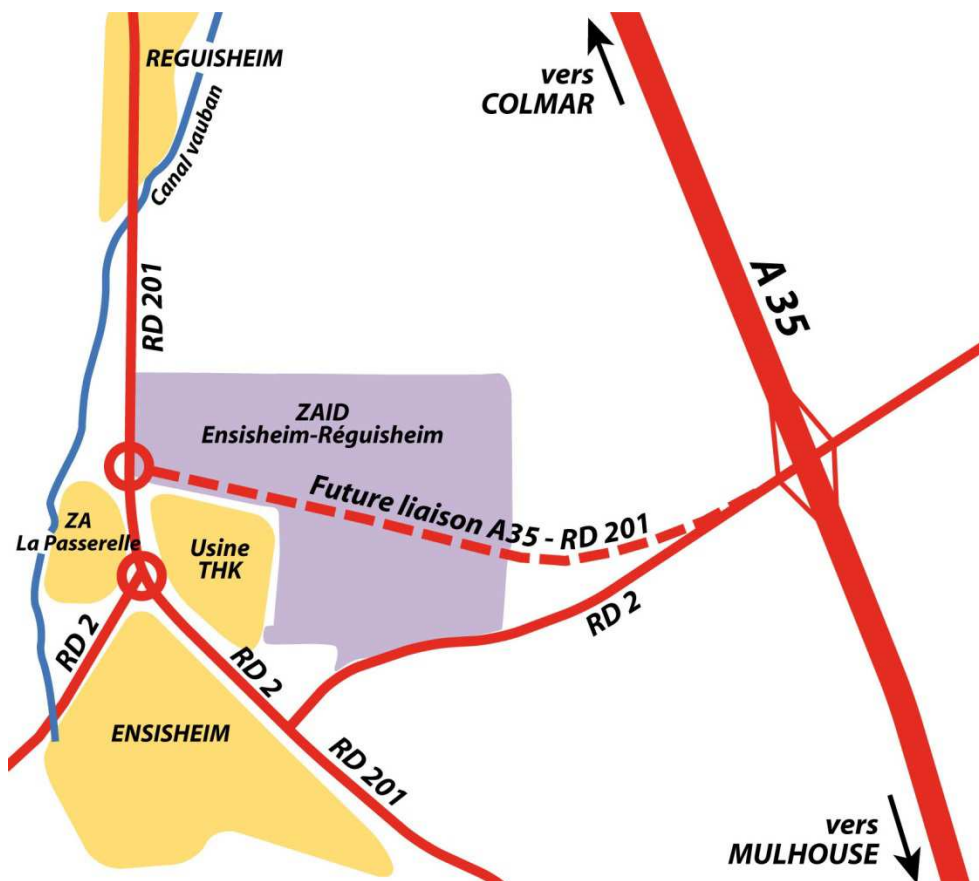 REGUISHEIM
Canal vauban
vers
COLMAR
RD 201
A 35
ZAID
Ensisheim-Réguisheim
Future liaison A35 - RD 201
ZA
La Passerelle
Usine
THK
RD 2
RD 2
RD 2
ENSISHEIM
RD 201
vers
MULHOUSE